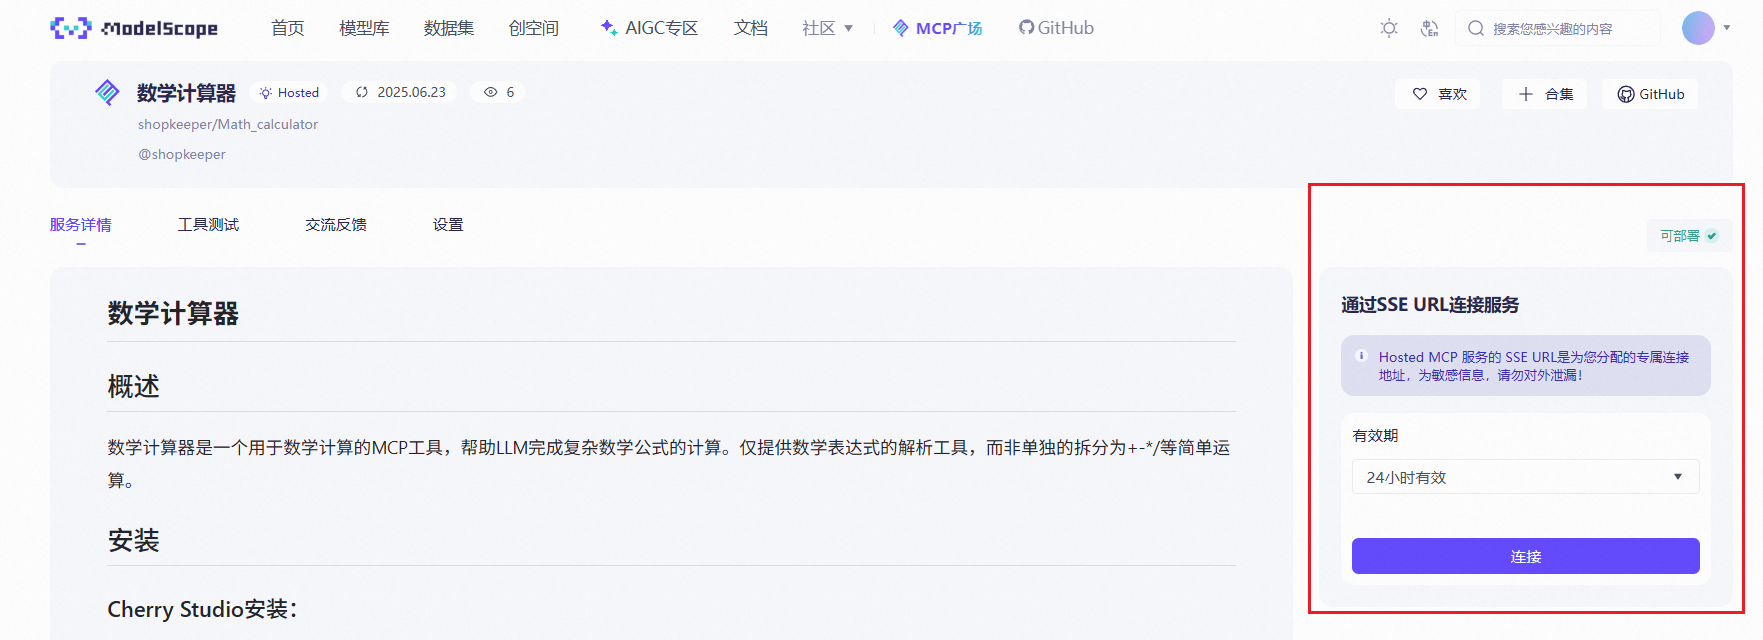 ModelScope 首页 模型库 数据集 创空间 AIGC专区 文档 社区 MCP广场 GitHub 搜索您感兴趣的内容
数学计算器 Hosted 2025.06.23 6 喜欢 合集 GitHub
shopkeeper/Math_calculator
@shopkeeper
服务详情 工具测试 交流反馈 设置
可部署
数学计算器
概述
数学计算器是一个用于数学计算的MCP工具，帮助LLM完成复杂数学公式的计算。仅提供数学表达式的解析工具，而非单独的拆分为+-*/等简单运
算。
安装
Cherry Studio安装：
通过SSE URL连接服务
Hosted MCP 服务的 SSE URL是为您分配的专属连接
地址，为敏感信息，请勿对外泄漏！
有效期
24小时有效
连接